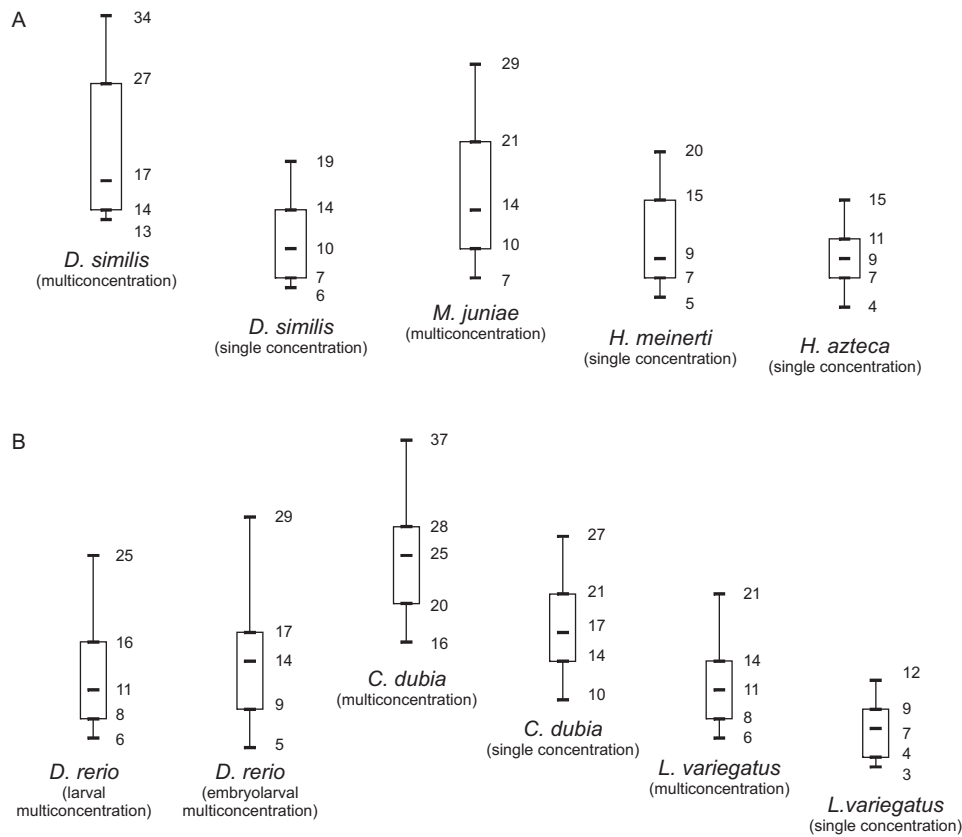 A
34
27
17
14
13
D. similis
(multiconcentration)
19
14
10
7
6
D. similis
(single concentration)
29
21
14
10
7
M. juniae
(multiconcentration)
20
15
9
7
5
H. meinerti
(single concentration)
15
11
9
7
4
H. azteca
(single concentration)
B
25
16
11
8
6
D. rerio
(larval
multiconcentration)
29
17
14
9
5
D. rerio
(embryolarval
multiconcentration)
37
28
25
20
16
C. dubia
(multiconcentration)
27
21
17
14
10
C. dubia
(single concentration)
21
14
11
8
6
L. variegatus
(multiconcentration)
12
9
7
4
3
L.variegatus
(single concentration)